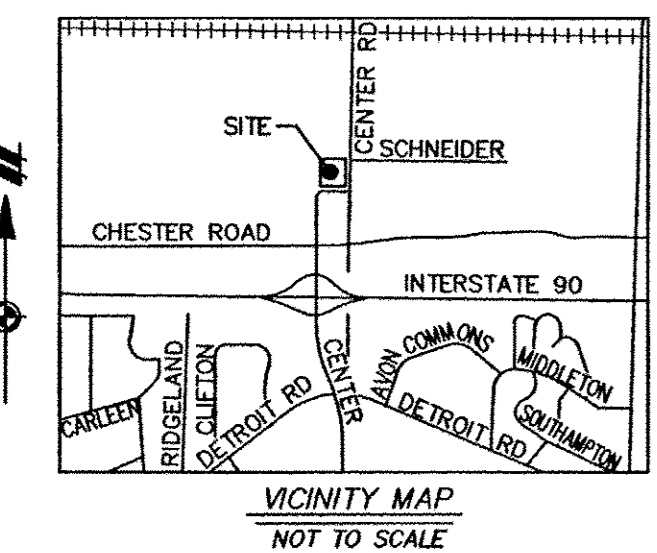 CENTER RD
SITE
SCHNEIDER
CHESTER ROAD
INTERSTATE 90
CARLEEN
RIDGELAND
CLIFTON
DETROIT RD
CENTER
AVON COMMONS
DETROIT RD
MIDDLETON
SOUTHAMPTON
VICINITY MAP
NOT TO SCALE